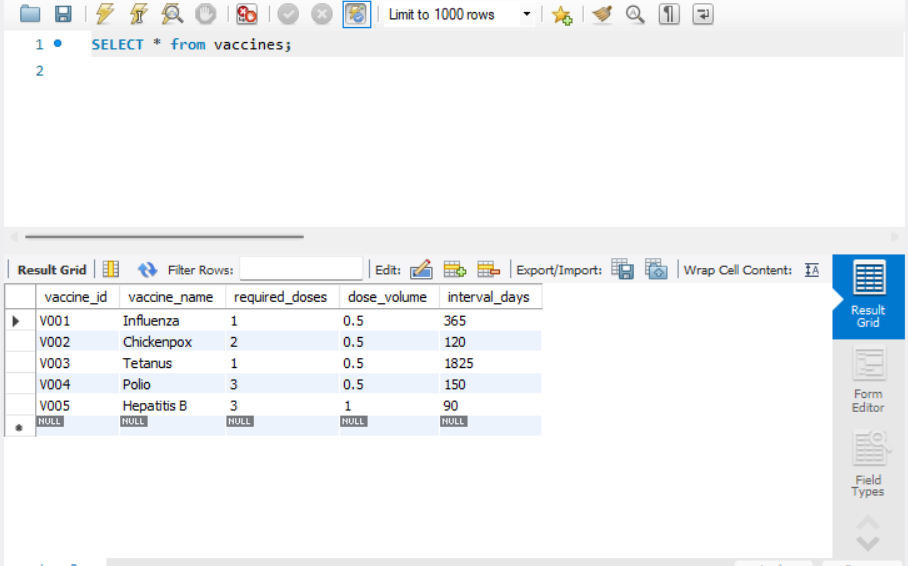 Limit to 1000 rows
1 SELECT * from vaccines;
2
Result Grid Filter Rows: Edit: Export/Import: Wrap Cell Content:
vaccine_id vaccine_name required_doses dose_volume interval_days
V001 Influenza 1 0.5 365
V002 Chickenpox 2 0.5 120
V003 Tetanus 1 0.5 1825
V004 Polio 3 0.5 150
V005 Hepatitis B 3 1 90
NULL NULL NULL NULL NULL
Result
Grid
Form
Editor
Field
Types